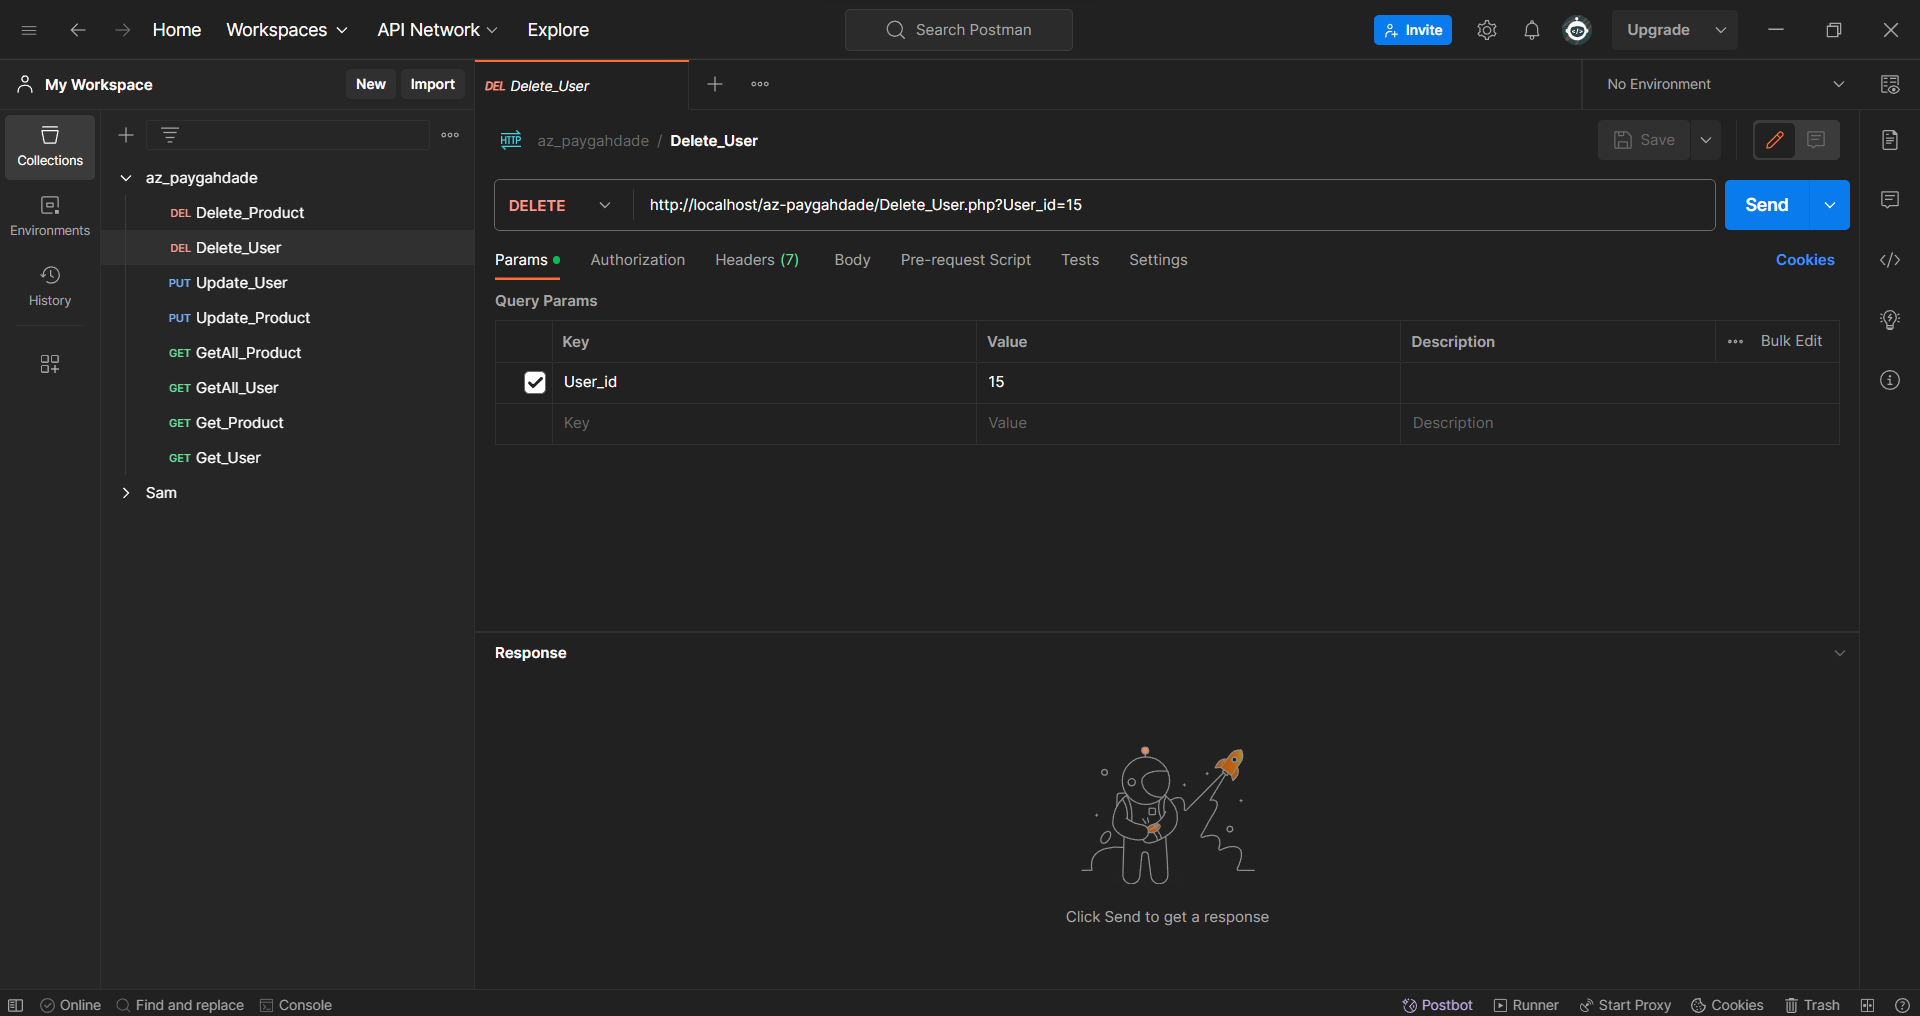 Home Workspaces API Network Explore Search Postman Invite Upgrade
My Workspace New Import DEL Delete_User No Environment
Collections
Environments
History
az_paygahdade
DEL Delete_Product
DEL Delete_User
PUT Update_User
PUT Update_Product
GET GetAll_Product
GET GetAll_User
GET Get_Product
GET Get_User
Sam
HTTP az_paygahdade / Delete_User Save
DELETE http://localhost/az-paygahdade/Delete_User.php?User_id=15 Send
Params Authorization Headers (7) Body Pre-request Script Tests Settings Cookies
Query Params
Key Value Description Bulk Edit
User_id 15
Key Value Description
Response
Click Send to get a response
Online Find and replace Console Postbot Runner Start Proxy Cookies Trash